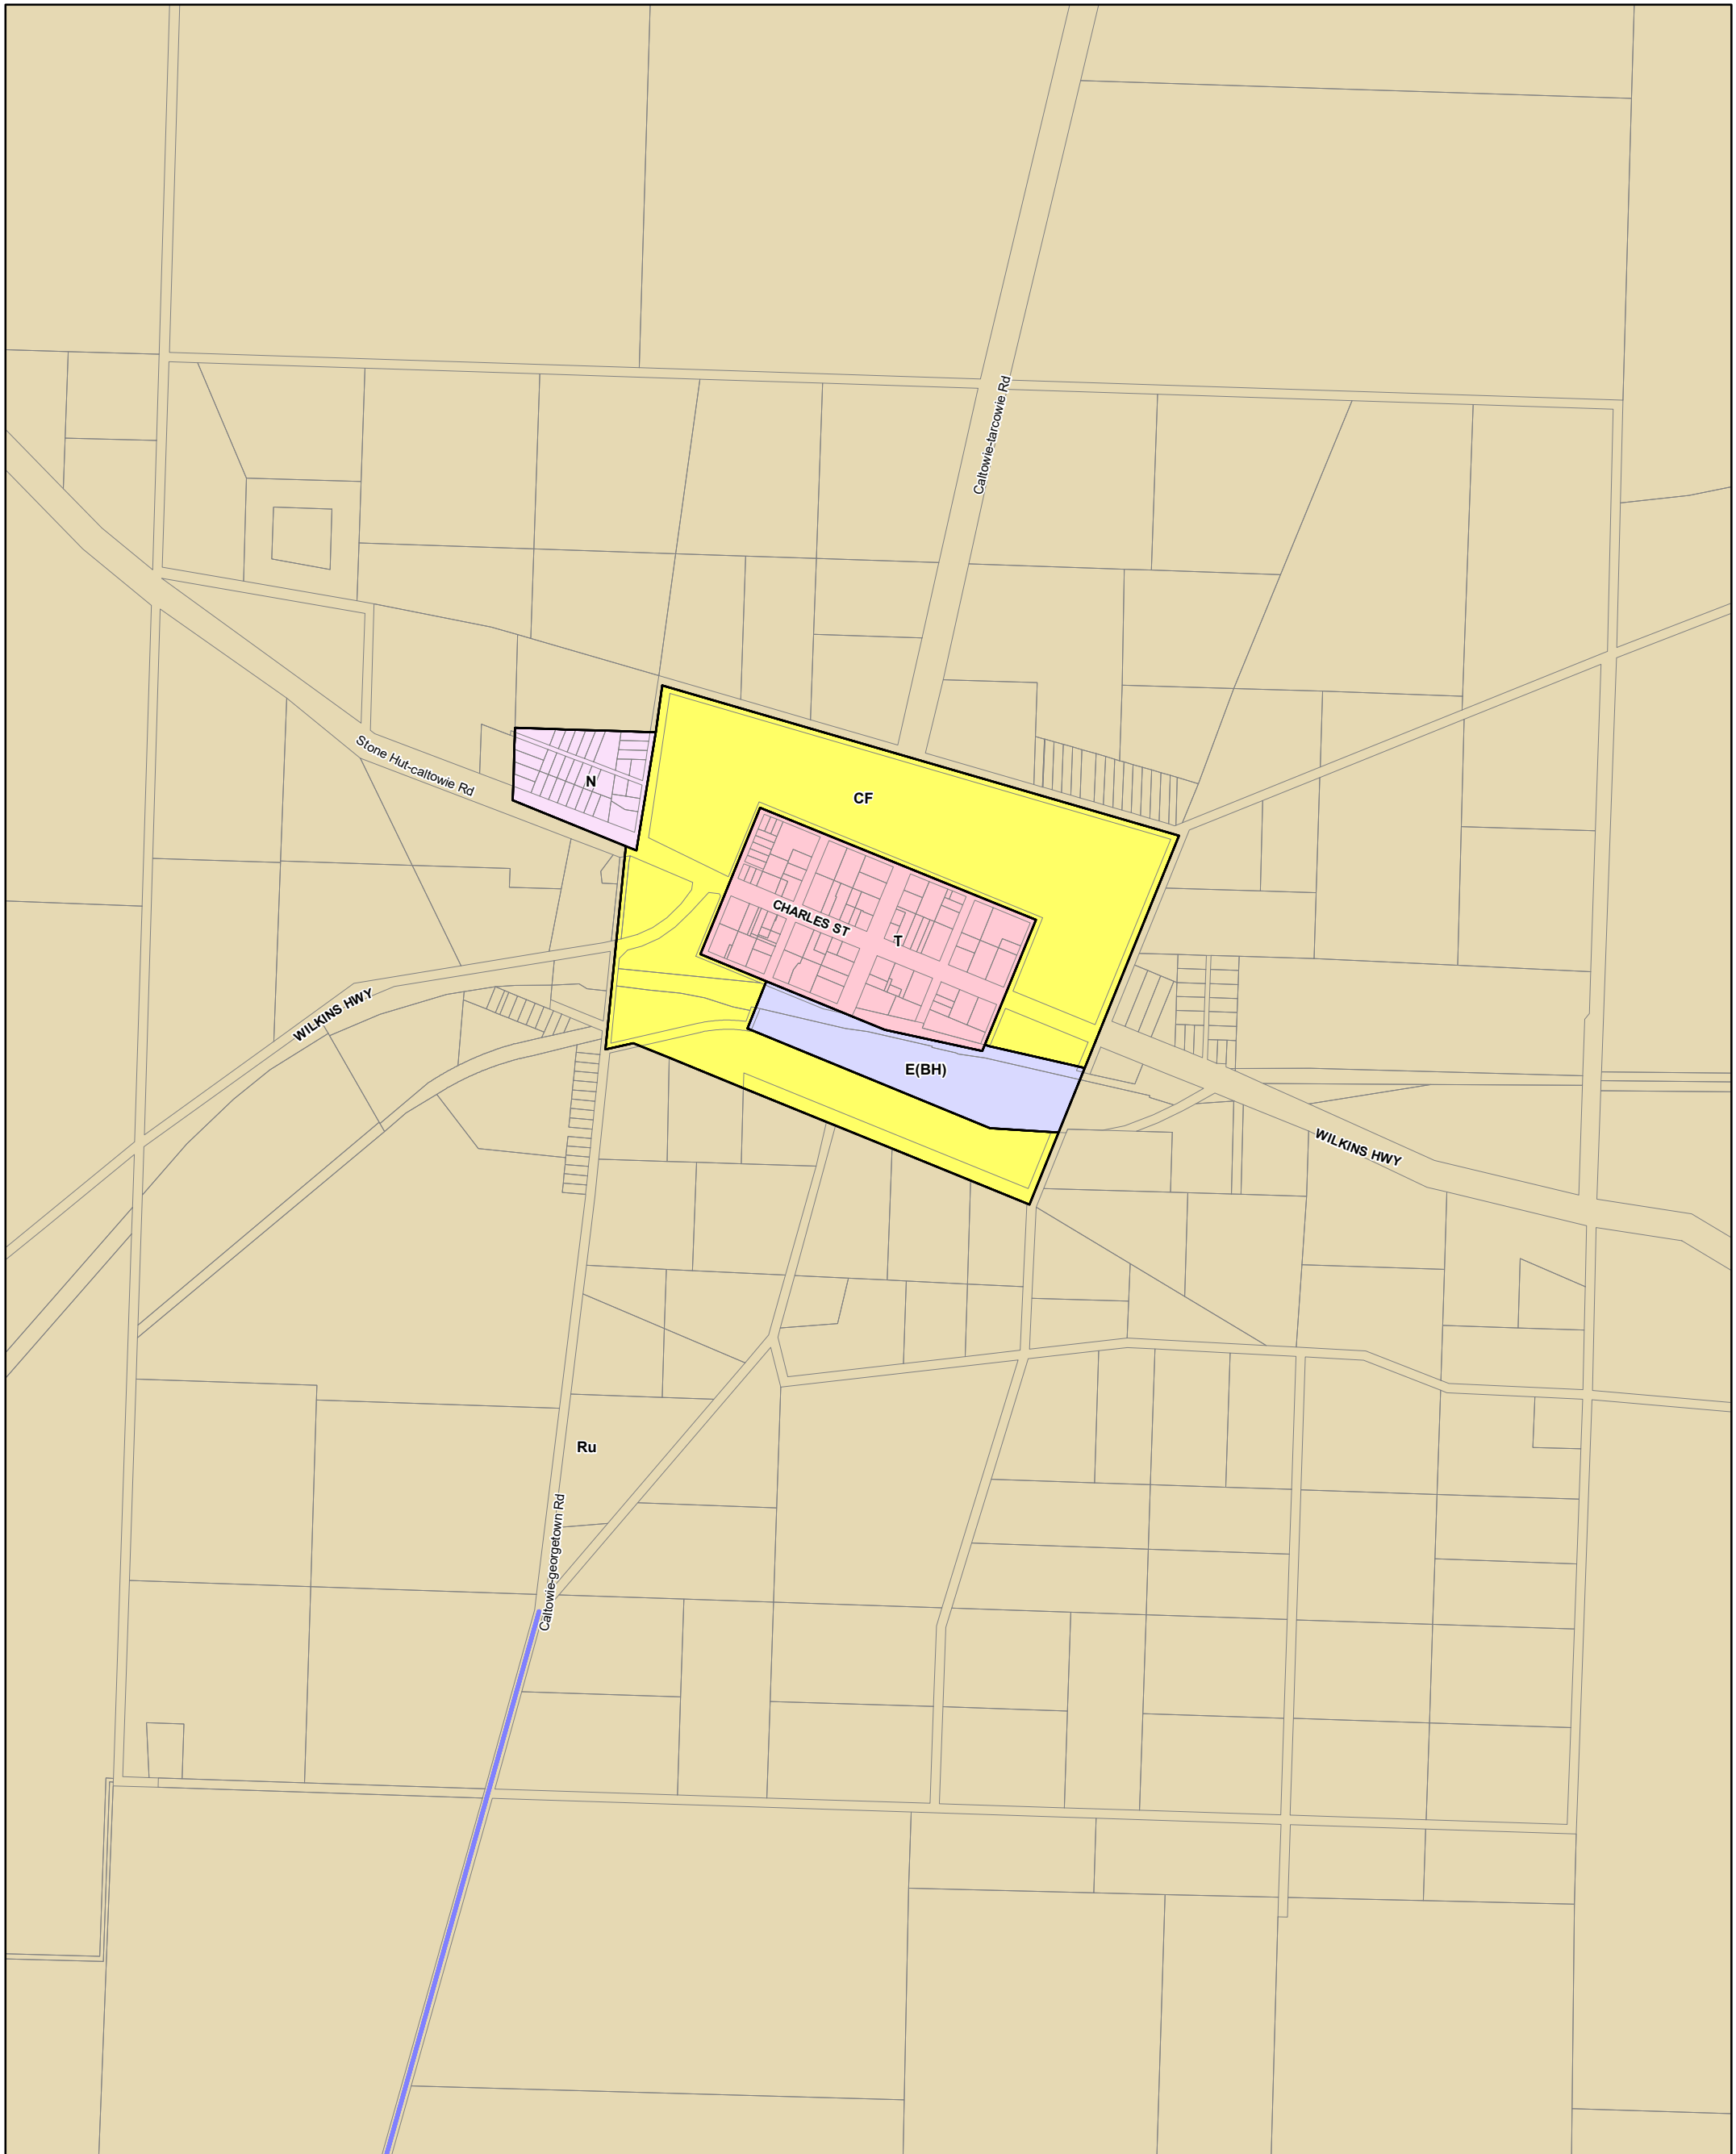 Caltowie-tarcowie Rd
Stone Hut-caltowie Rd
N
CF
CHARLES ST
T
WILKINS HWY
E(BH)
WILKINS HWY
Ru
Caltowie-georgetown Rd